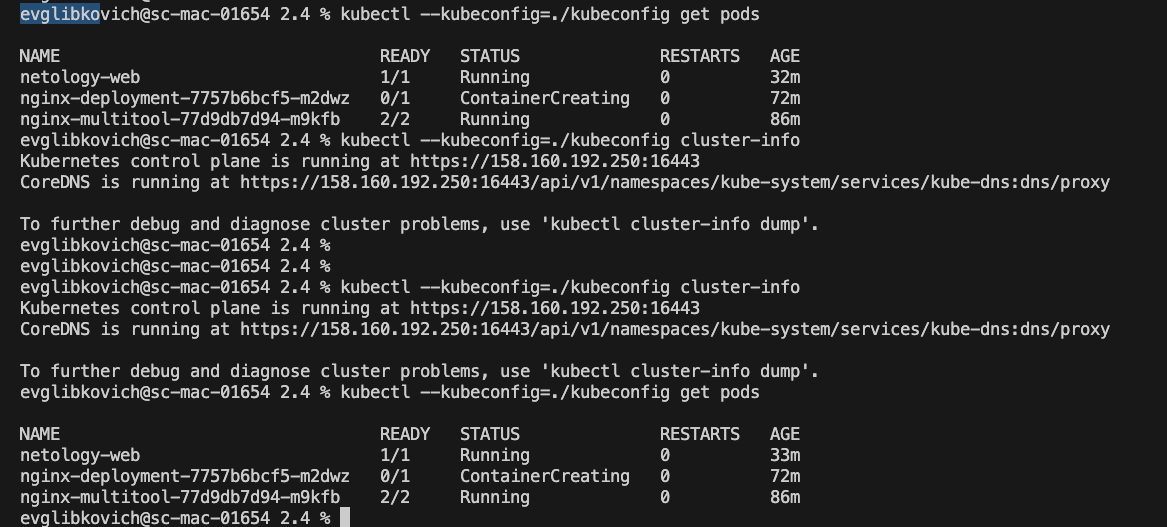 evglibkovich@sc-mac-01654 2.4 % kubectl --kubeconfig=./kubeconfig get pods
NAME READY STATUS RESTARTS AGE
netology-web 1/1 Running 0 32m
nginx-deployment-7757b6bcf5-m2dwz 0/1 ContainerCreating 0 72m
nginx-multitool-77d9db7d94-m9kfb 2/2 Running 0 86m
evglibkovich@sc-mac-01654 2.4 % kubectl --kubeconfig=./kubeconfig cluster-info
Kubernetes control plane is running at https://158.160.192.250:16443
CoreDNS is running at https://158.160.192.250:16443/api/v1/namespaces/kube-system/services/kube-dns:dns/proxy
To further debug and diagnose cluster problems, use 'kubectl cluster-info dump'.
evglibkovich@sc-mac-01654 2.4 %
evglibkovich@sc-mac-01654 2.4 %
evglibkovich@sc-mac-01654 2.4 % kubectl --kubeconfig=./kubeconfig cluster-info
Kubernetes control plane is running at https://158.160.192.250:16443
CoreDNS is running at https://158.160.192.250:16443/api/v1/namespaces/kube-system/services/kube-dns:dns/proxy
To further debug and diagnose cluster problems, use 'kubectl cluster-info dump'.
evglibkovich@sc-mac-01654 2.4 % kubectl --kubeconfig=./kubeconfig get pods
NAME READY STATUS RESTARTS AGE
netology-web 1/1 Running 0 33m
nginx-deployment-7757b6bcf5-m2dwz 0/1 ContainerCreating 0 72m
nginx-multitool-77d9db7d94-m9kfb 2/2 Running 0 86m
evglibkovich@sc-mac-01654 2.4 %